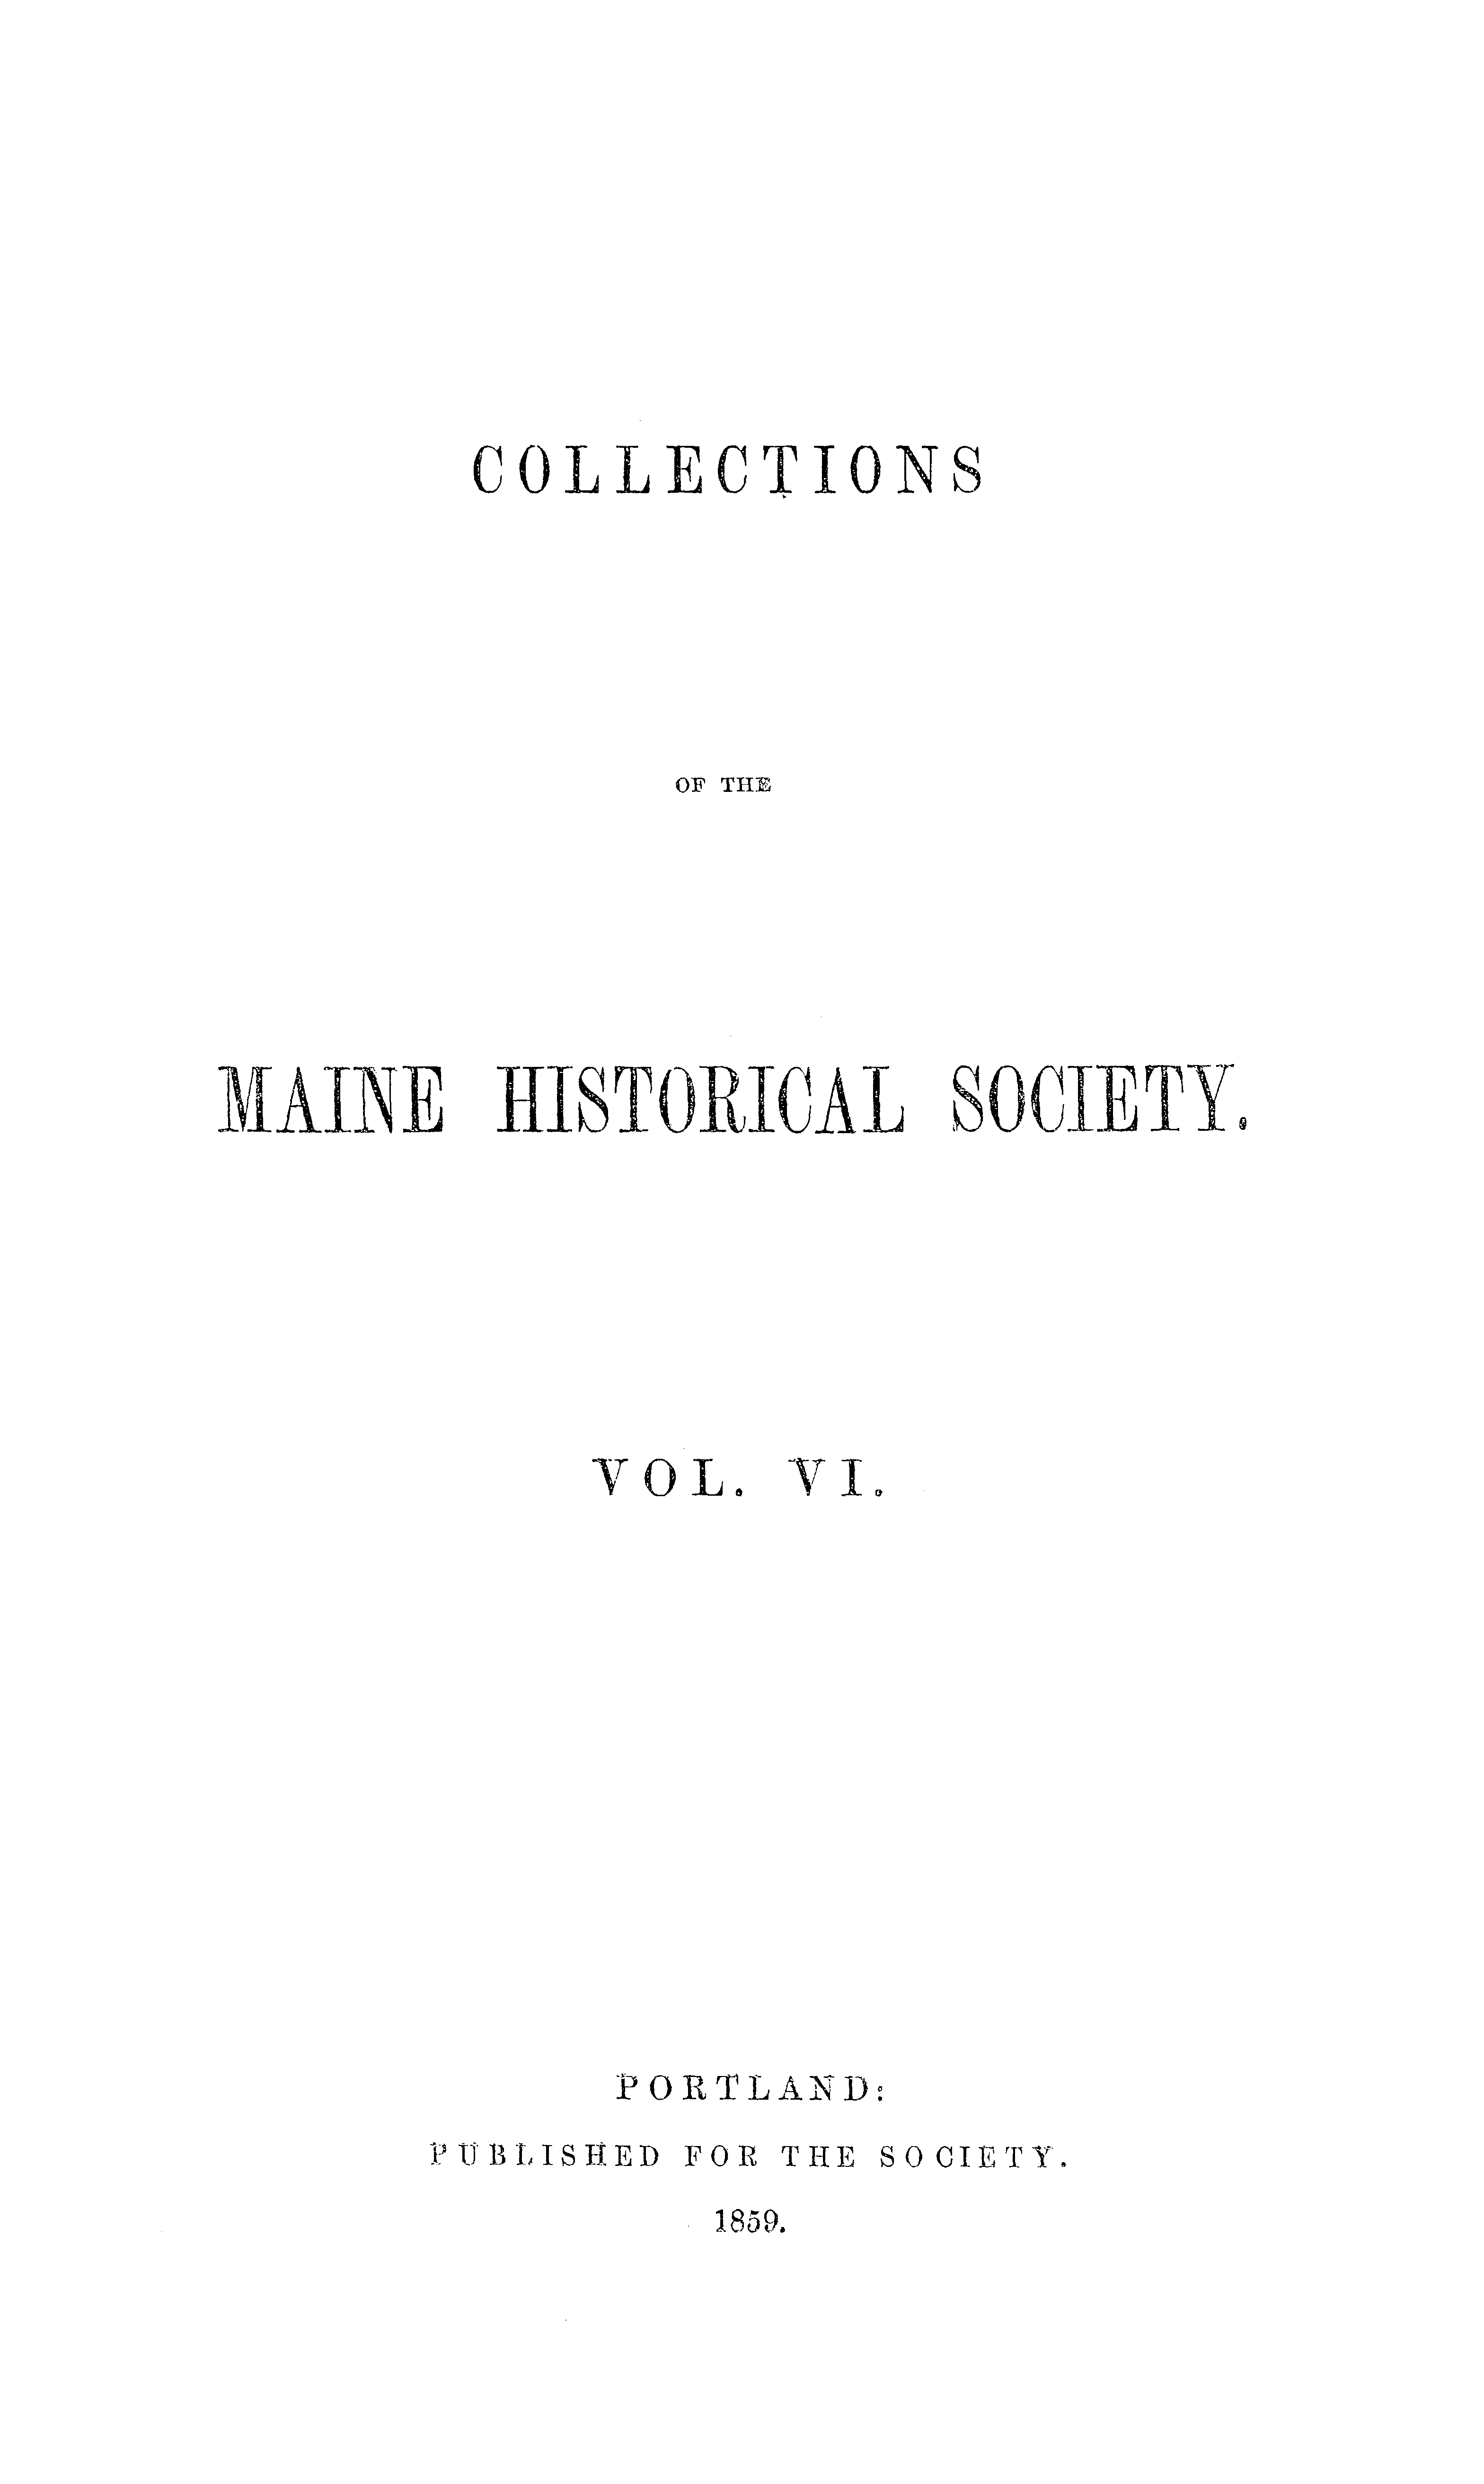 COLLECTIONS
OF THE
MAINE HISTORICAL SOCIETY.
VOL. VI.
PORTLAND:
PUBLISHED FOR THE SOCIETY.
1859.